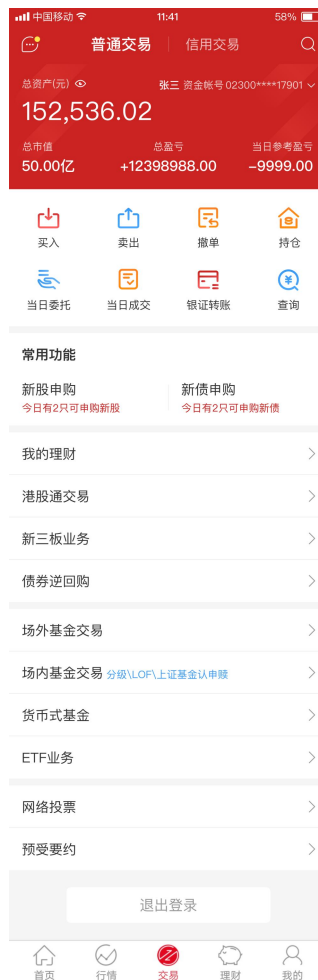 中国移动 11:41 58%
普通交易 信用交易
总资产(元) 张三 资金帐号 02300****17901
152,536.02
总市值 总盈亏 当日参考盈亏
50.00亿 +12398988.00 -9999.00
买入 卖出 撤单 持仓
当日委托 当日成交 银证转账 查询
常用功能
新股申购 新债申购
今日有2只可申购新股 今日有2只可申购新债
我的理财
港股通交易
新三板业务
债券逆回购
场外基金交易
场内基金交易 分级\LOF\上证基金认申赎
货币式基金
ETF业务
网络投票
预受要约
退出登录
首页 行情 交易 理财 我的